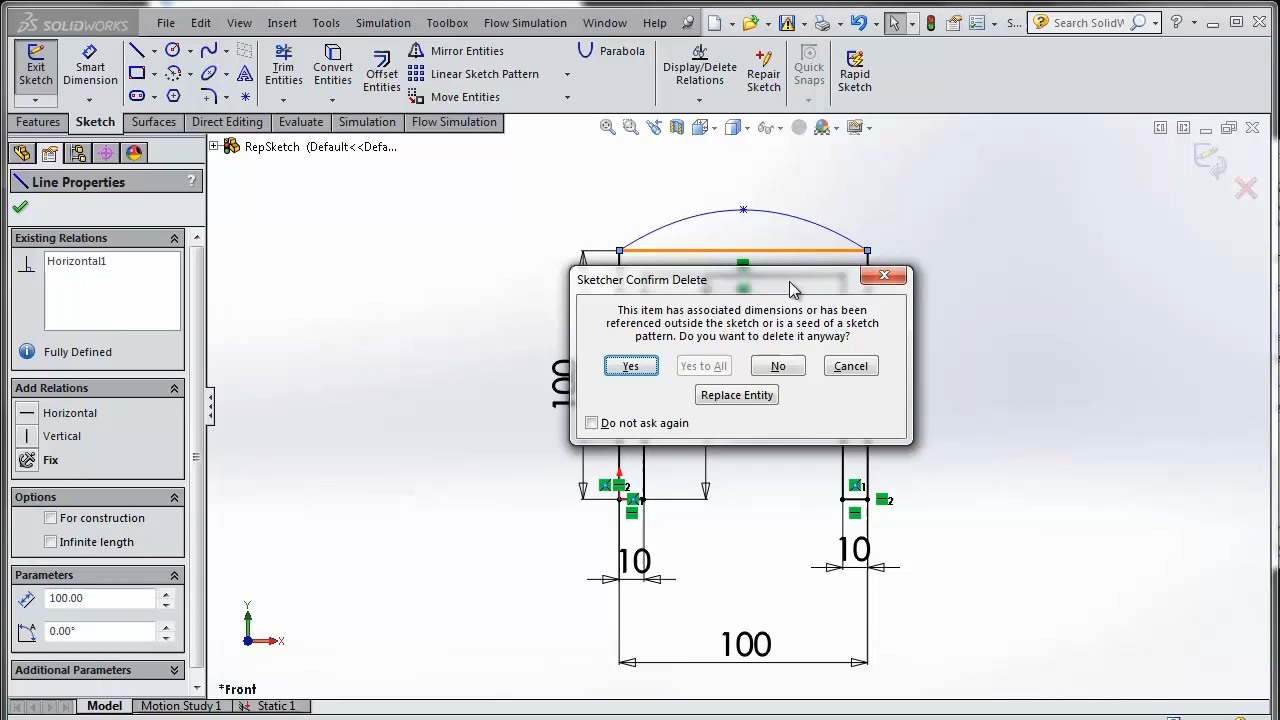 SOLIDWORKS File Edit View Insert Tools Simulation Toolbox Flow Simulation Window Help S... Search SolidW
Exit Sketch
Smart Dimension
Trim Entities
Convert Entities
Offset Entities
Mirror Entities
Linear Sketch Pattern
Move Entities
Parabola
Display/Delete Relations
Repair Sketch
Quick Snaps
Rapid Sketch
Features Sketch Surfaces Direct Editing Evaluate Simulation Flow Simulation
RepSketch (Default<<Defa...
Line Properties ?
Existing Relations
Horizontal1
Fully Defined
Add Relations
Horizontal
Vertical
Fix
Options
For construction
Infinite length
Parameters
100.00
0.00°
Additional Parameters
Sketcher Confirm Delete
This item has associated dimensions or has been
referenced outside the sketch or is a seed of a sketch
pattern. Do you want to delete it anyway?
Yes Yes to All No Cancel
Replace Entity
Do not ask again
100
2
1
1
2
10
10
100
Y
X
*Front
Model Motion Study 1 Static 1